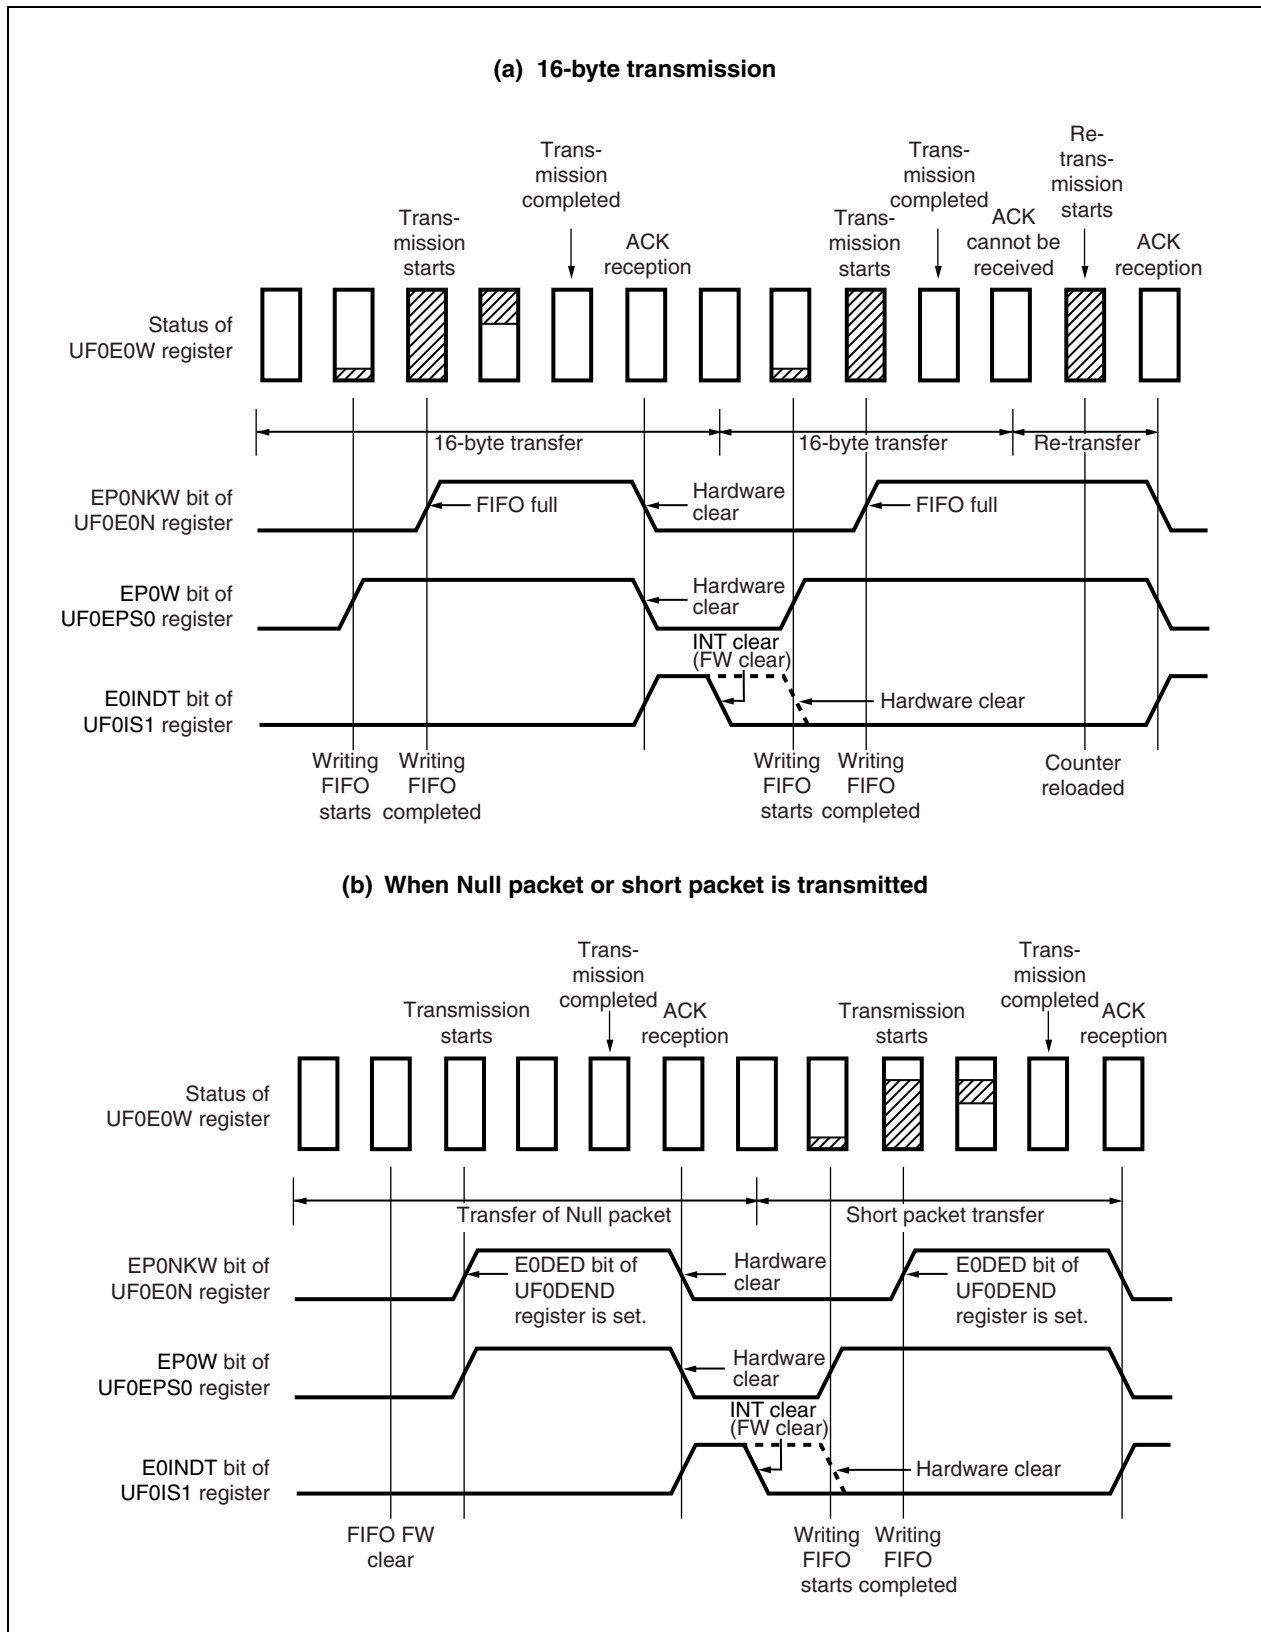 (a) 16-byte transmission
Trans-
mission
completed
Trans-
mission
completed
Re-
trans-
mission
starts
Trans-
mission
starts
ACK
reception
Trans-
mission
starts
ACK
cannot be
received
ACK
reception
Status of
UF0E0W register
16-byte transfer
16-byte transfer
Re-transfer
EP0NKW bit of
UF0E0N register
FIFO full
Hardware
clear
FIFO full
EP0W bit of
UF0EPS0 register
Hardware
clear
INT clear
(FW clear)
E0INDT bit of
UF0IS1 register
Hardware clear
Writing
FIFO
starts
Writing
FIFO
completed
Writing
FIFO
starts
Writing
FIFO
completed
Counter
reloaded
(b) When Null packet or short packet is transmitted
Trans-
mission
completed
Trans-
mission
completed
Transmission
starts
ACK
reception
Transmission
starts
ACK
reception
Status of
UF0E0W register
Transfer of Null packet
Short packet transfer
EP0NKW bit of
UF0E0N register
E0DED bit of
UF0DEND
register is set.
Hardware
clear
E0DED bit of
UF0DEND
register is set.
EP0W bit of
UF0EPS0 register
Hardware
clear
INT clear
(FW clear)
E0INDT bit of
UF0IS1 register
Hardware clear
FIFO FW
clear
Writing
FIFO
starts
Writing
FIFO
completed